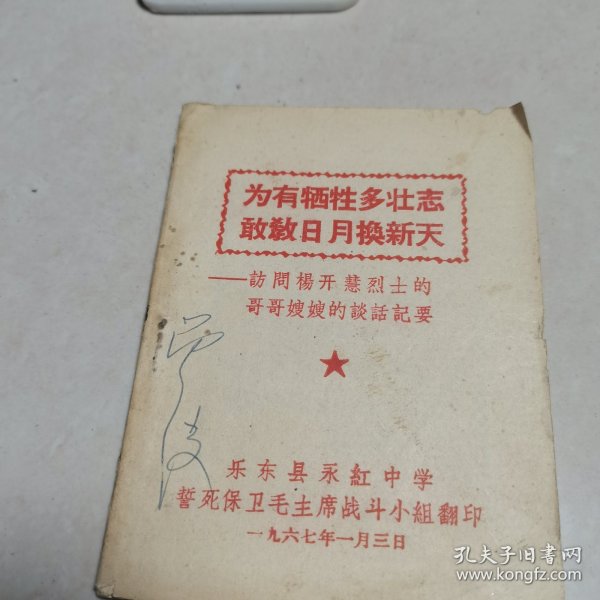 为有牺牲多壮志
敢敎日月換新天
——訪問楊开慧烈士的
哥哥嫂嫂的談話記要
乐东县永紅中学
誓死保卫毛主席战斗小組翻印
一九六七年一月三日
孔夫子旧书网
www.kongfz.com